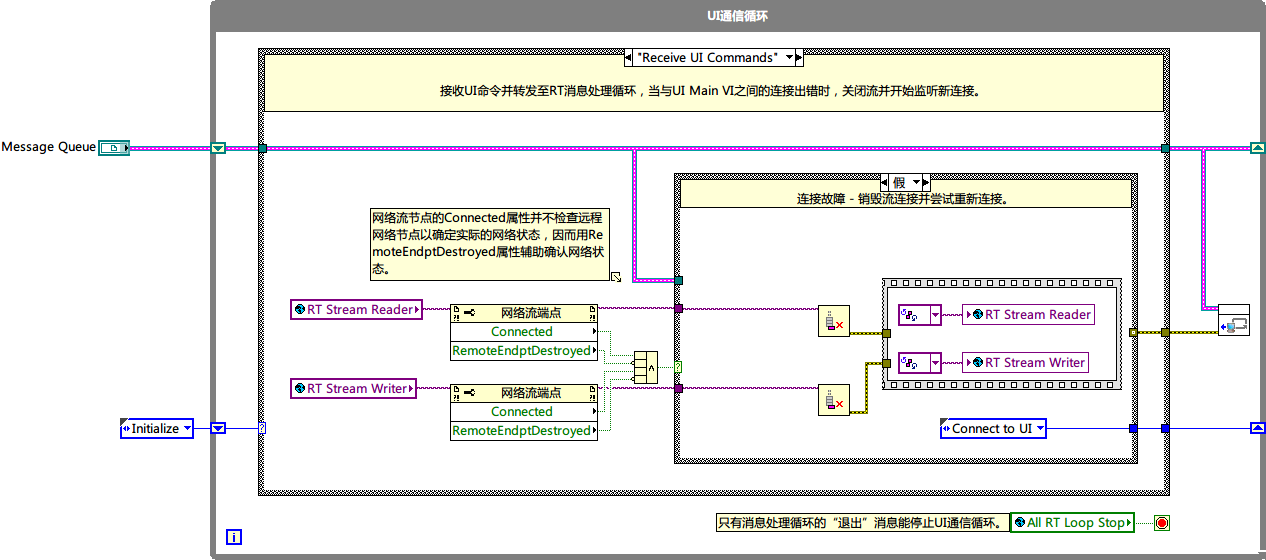 UI通信循环
"Receive UI Commands"
接收UI命令并转发至RT消息处理循环，当与UI Main VI之间的连接出错时，关闭流并开始监听新连接。
Message Queue
假
连接故障 - 销毁流连接并尝试重新连接。
网络流节点的Connected属性并不检查远程
网络节点以确定实际的网络状态，因而用Re
moteEndptDestroyed属性辅助确认网络状
态。
RT Stream Reader
网络流端点
Connected
RemoteEndptDestroyed
RT Stream Reader
RT Stream Writer
RT Stream Writer
网络流端点
Connected
RemoteEndptDestroyed
Initialize
Connect to UI
只有消息处理循环的“退出”消息能停止UI通信循环。
All RT Loop Stop
i